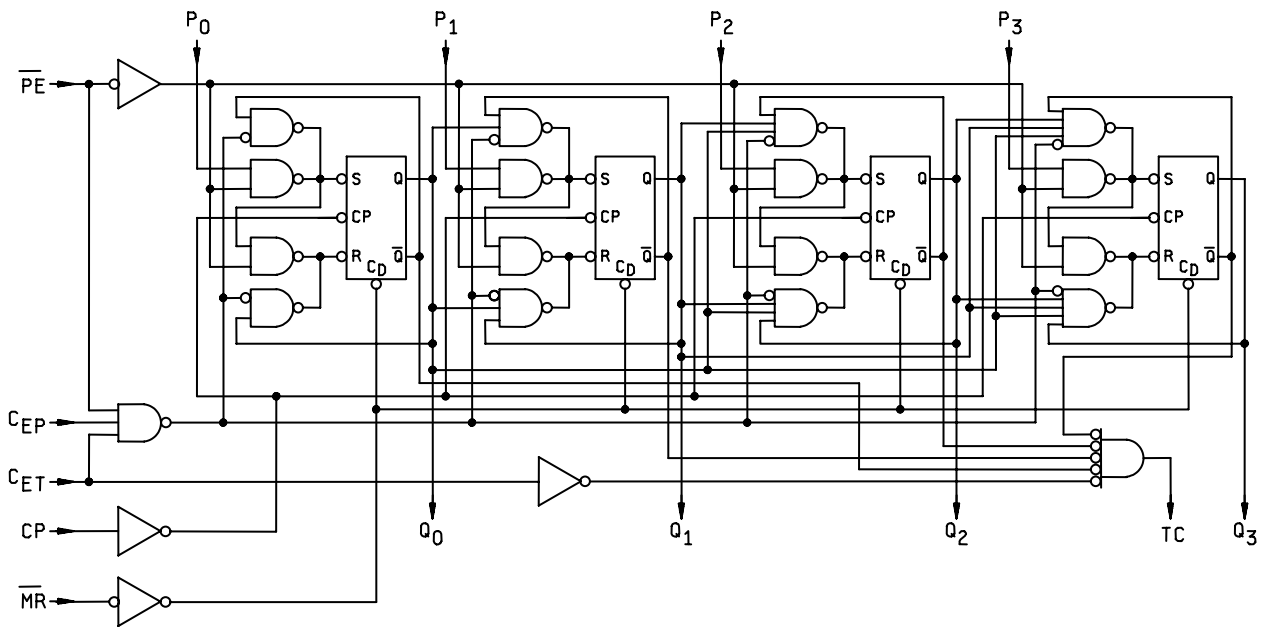 P0 P1 P2 P3
PE
S Q S Q S Q S Q
CP CP CP CP
R CD Q R CD Q R CD Q R CD Q
CEP
CET
CP
Q0 Q1 Q2 TC Q3
MR